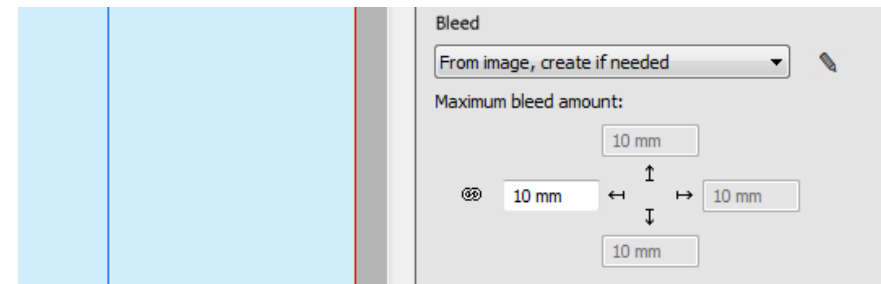 Bleed
From image, create if needed
Maximum bleed amount:
10 mm
10 mm
10 mm
10 mm